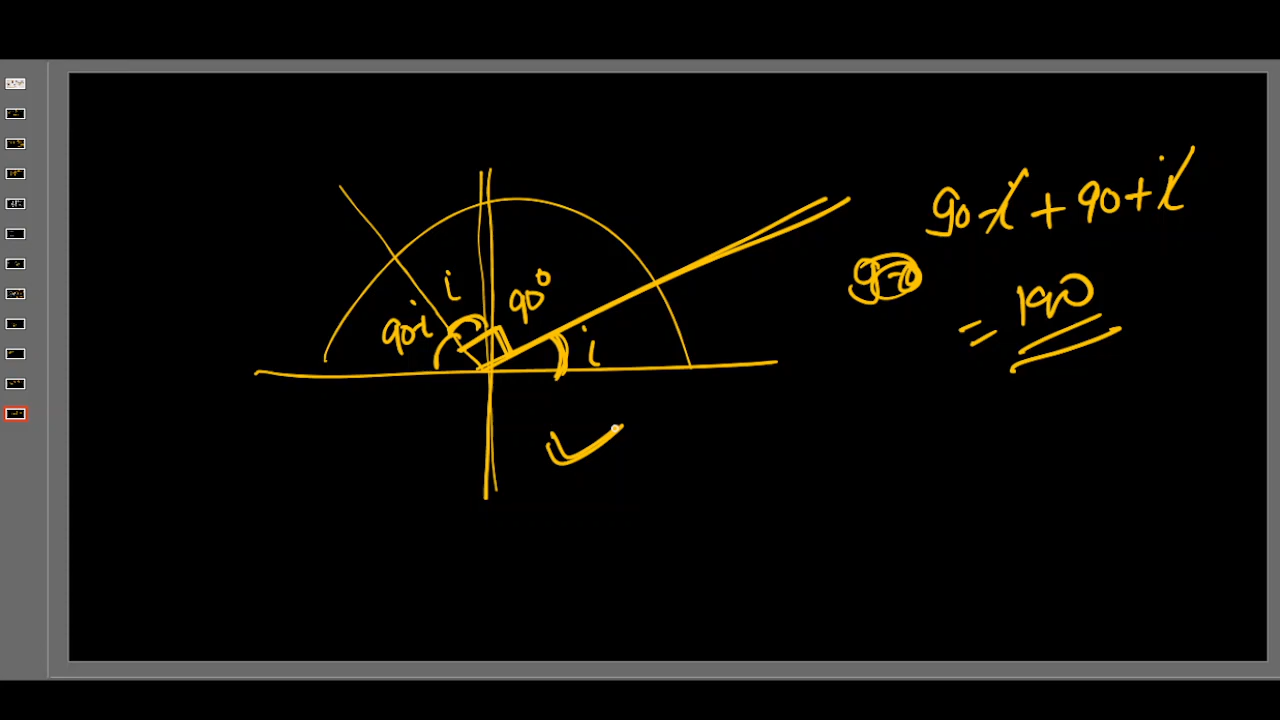 90-i + 90 + i
= 180
i
90°
90-i
i